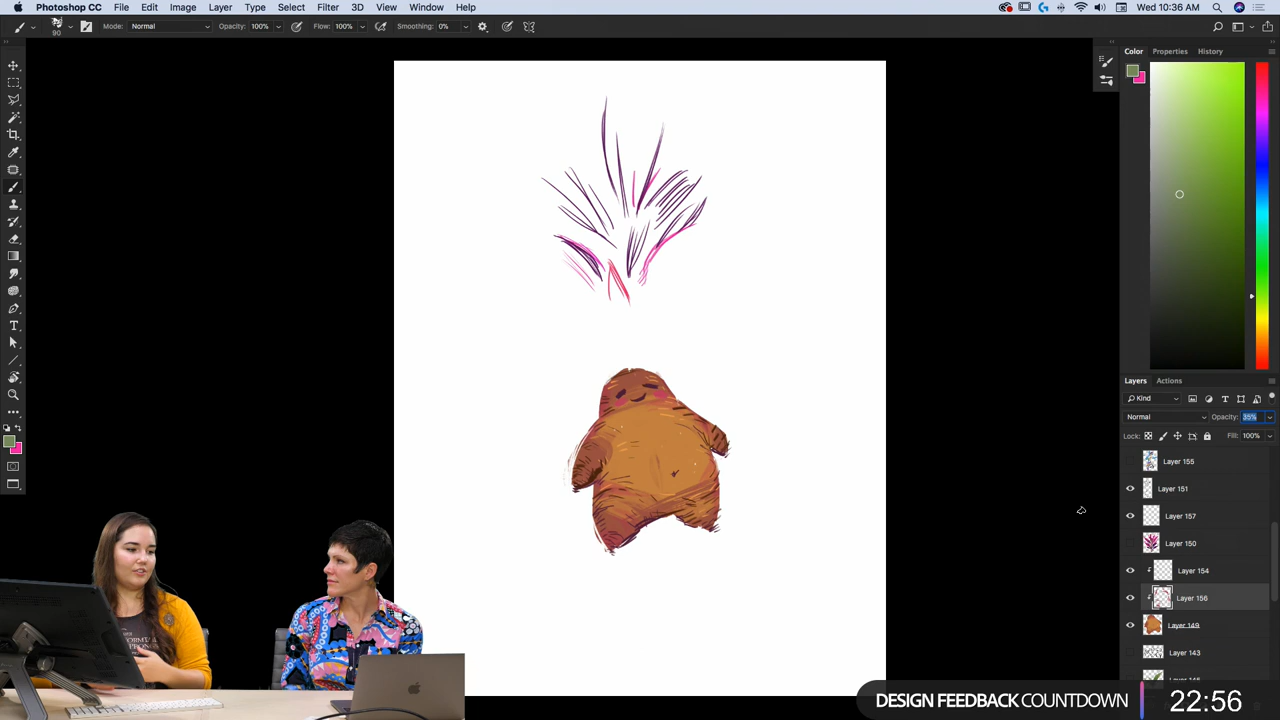 Photoshop CC File Edit Image Layer Type Select Filter 3D View Window Help Wed 10:36 AM
90 Mode: Normal Opacity: 100% Flow: 100% Smoothing: 0%
Color Properties History
Layers Actions
Kind
Normal Opacity: 35%
Lock: Fill: 100%
Layer 155
Layer 151
Layer 157
Layer 150
Layer 154
Layer 156
Layer 149
Layer 143
DESIGN FEEDBACK COUNTDOWN 22:56